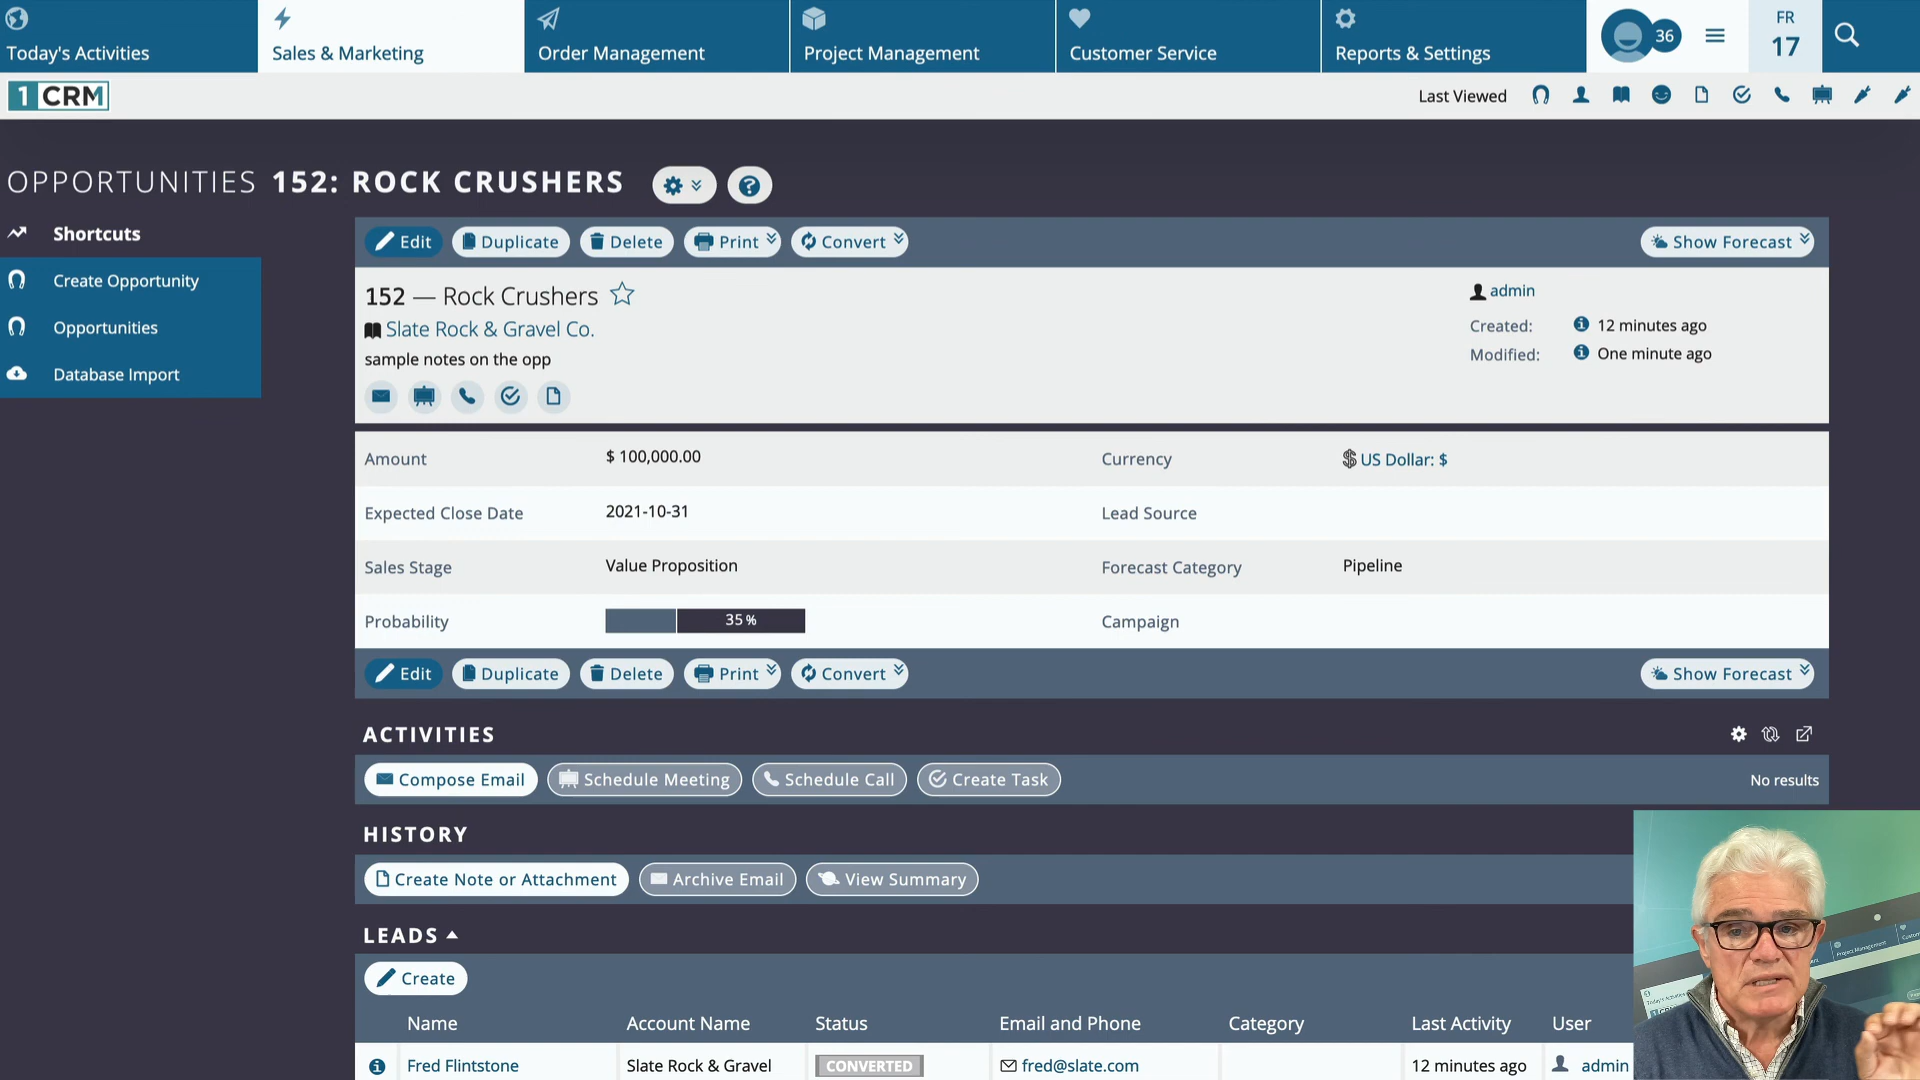 Today's Activities
Sales & Marketing
Order Management
Project Management
Customer Service
Reports & Settings
36
FR
17
1 CRM
Last Viewed
OPPORTUNITIES 152: ROCK CRUSHERS
Shortcuts
Create Opportunity
Opportunities
Database Import
Edit Duplicate Delete Print Convert Show Forecast
152 — Rock Crushers
Slate Rock & Gravel Co.
sample notes on the opp
admin
Created: 12 minutes ago
Modified: One minute ago
Amount $ 100,000.00 Currency US Dollar: $
Expected Close Date 2021-10-31 Lead Source
Sales Stage Value Proposition Forecast Category Pipeline
Probability 35 % Campaign
Edit Duplicate Delete Print Convert Show Forecast
ACTIVITIES
Compose Email Schedule Meeting Schedule Call Create Task No results
HISTORY
Create Note or Attachment Archive Email View Summary
LEADS
Create
Name Account Name Status Email and Phone Category Last Activity User
Fred Flintstone Slate Rock & Gravel CONVERTED fred@slate.com 12 minutes ago admin